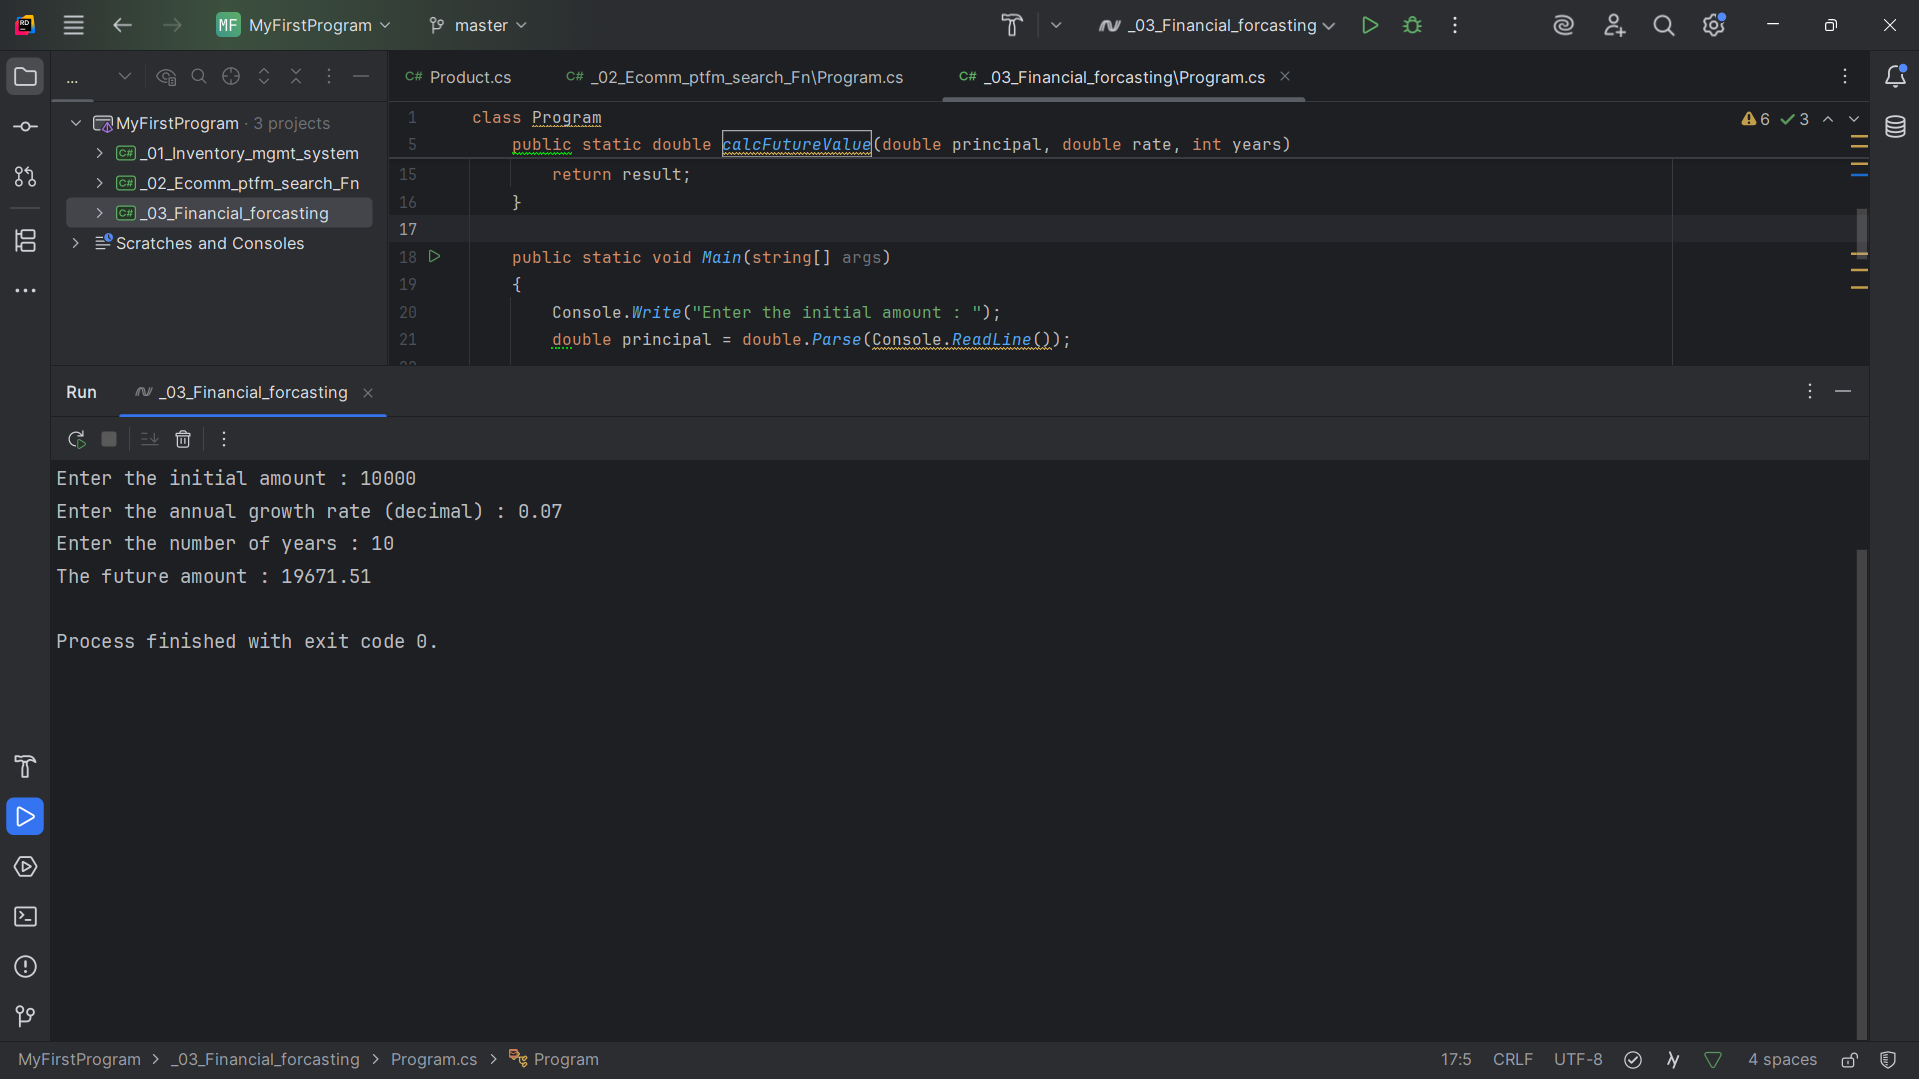 MF MyFirstProgram master _03_Financial_forcasting
... C# Product.cs C# _02_Ecomm_ptfm_search_Fn\Program.cs C# _03_Financial_forcasting\Program.cs
MyFirstProgram · 3 projects
C# _01_Inventory_mgmt_system
C# _02_Ecomm_ptfm_search_Fn
C# _03_Financial_forcasting
Scratches and Consoles
1 class Program 6 3
5 public static double calcFutureValue(double principal, double rate, int years)
15 return result;
16 }
17
18 public static void Main(string[] args)
19 {
20 Console.Write("Enter the initial amount : ");
21 double principal = double.Parse(Console.ReadLine());
Run _03_Financial_forcasting
Enter the initial amount : 10000
Enter the annual growth rate (decimal) : 0.07
Enter the number of years : 10
The future amount : 19671.51
Process finished with exit code 0.
MyFirstProgram > _03_Financial_forcasting > Program.cs > Program 17:5 CRLF UTF-8 4 spaces